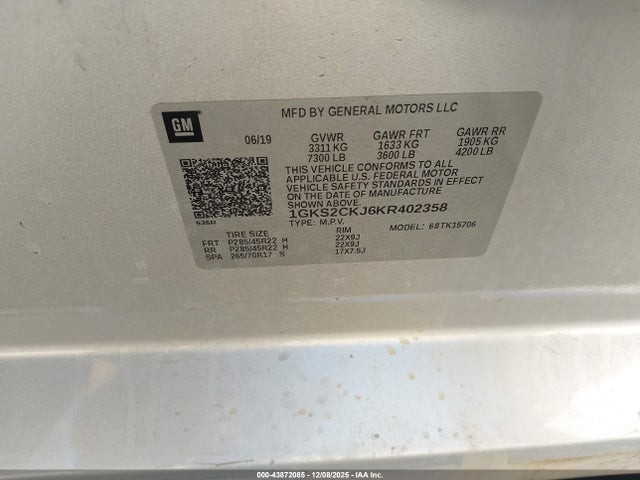 GM
MFD BY GENERAL MOTORS LLC
06/19 GVWR GAWR FRT GAWR RR
3311 KG 1633 KG 1905 KG
7300 LB 3600 LB 4200 LB
THIS VEHICLE CONFORMS TO ALL
APPLICABLE U.S. FEDERAL MOTOR
VEHICLE SAFETY STANDARDS IN EFFECT
ON THE DATE OF MANUFACTURE
1GKS2CKJ6KR402358
TYPE: M.P.V. MODEL: 6STK15706
TIRE SIZE RIM
FRT P285/45R22 H 22X9J
RR P285/45R22 H 22X9J
SPA 265/70R17 S 17X7.5J
000-43872085 | 12/08/2025 | IAA Inc.